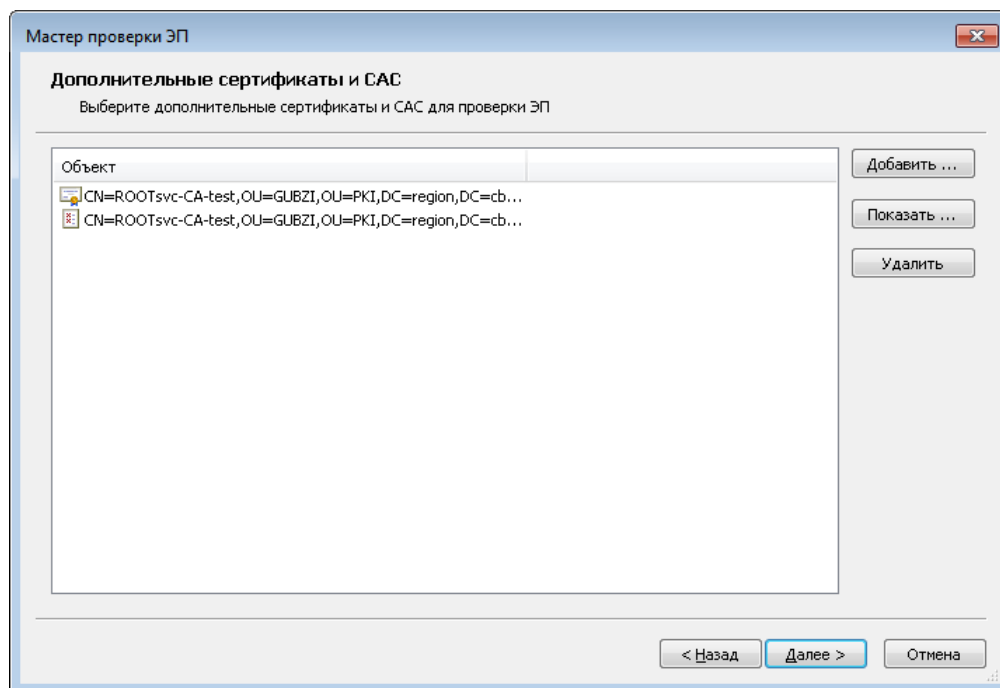 Мастер проверки ЭП
Дополнительные сертификаты и САС
Выберите дополнительные сертификаты и САС для проверки ЭП
Объект
CN=ROOTsvc-CA-test,OU=GUBZI,OU=PKI,DC=region,DC=cb...
CN=ROOTsvc-CA-test,OU=GUBZI,OU=PKI,DC=region,DC=cb...
Добавить ...
Показать ...
Удалить
< Назад
Далее >
Отмена